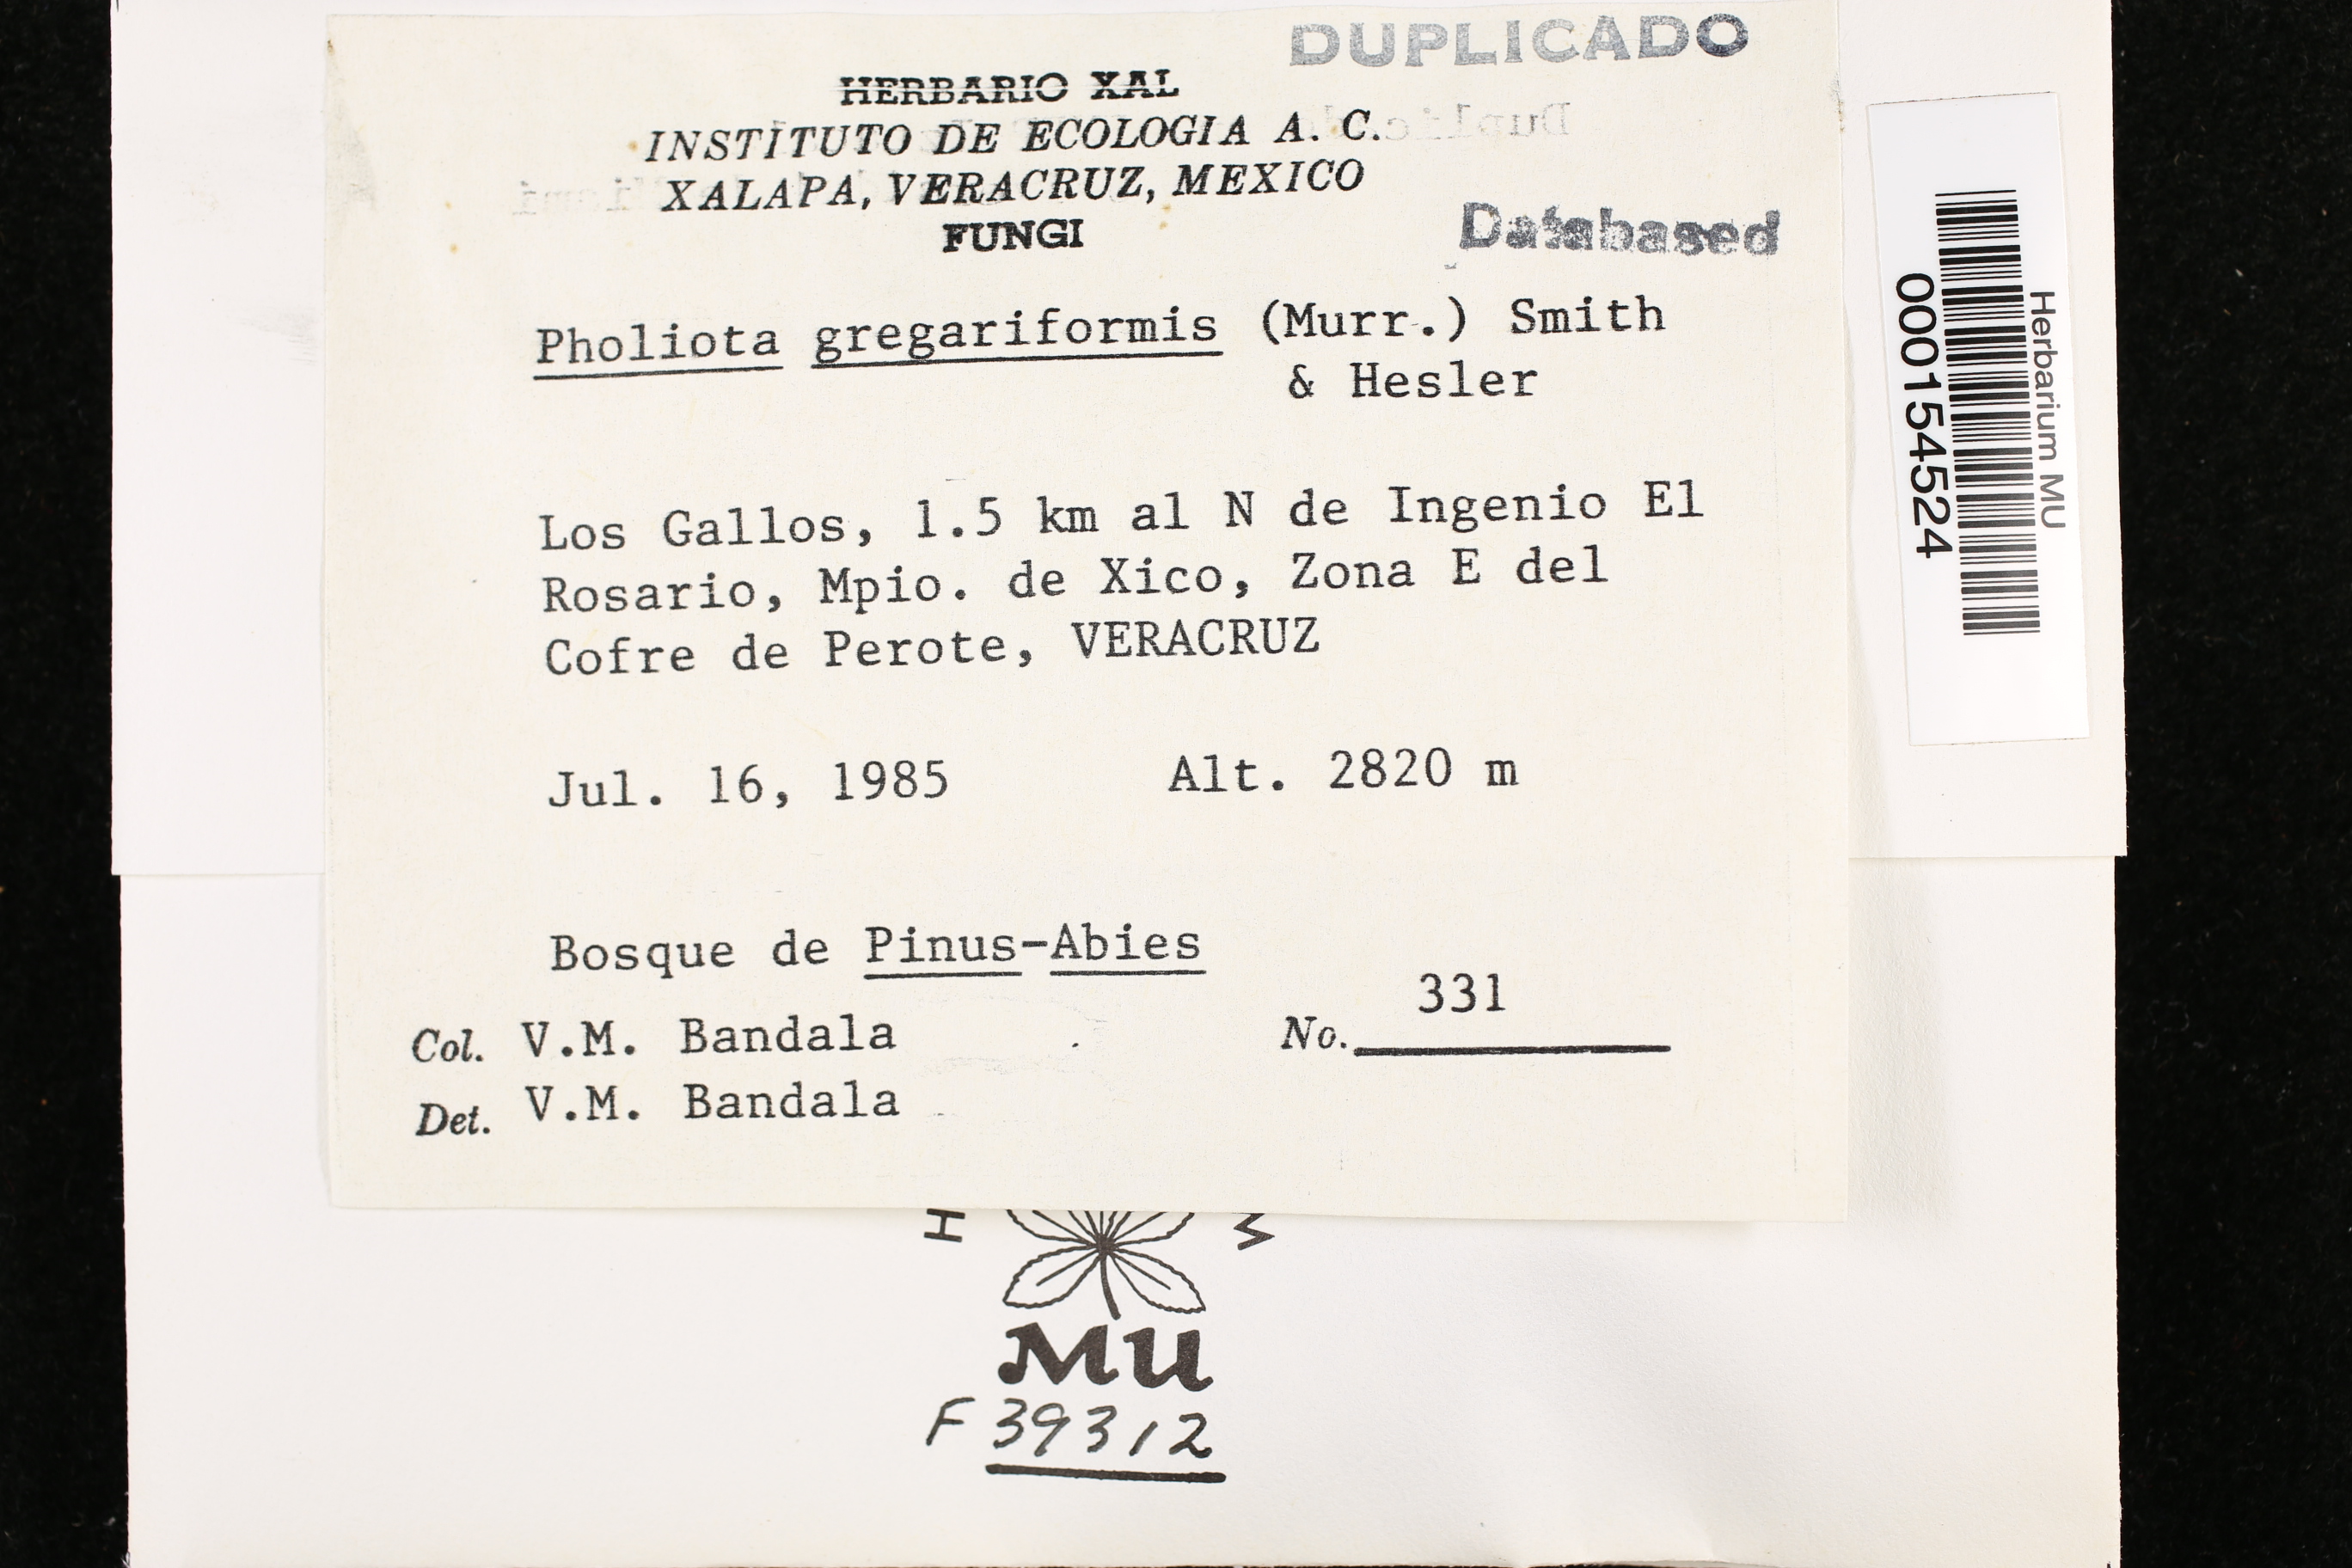 DUPLICADO
HERBARIO XAL
INSTITUTO DE ECOLOGIA A. C.
XALAPA, VERACRUZ, MEXICO
FUNGI
Databased
Pholiota gregariformis (Murr.) Smith
& Hesler
Los Gallos, 1.5 km al N de Ingenio El
Rosario, Mpio. de Xico, Zona E del
Cofre de Perote, VERACRUZ
Jul. 16, 1985 Alt. 2820 m
Bosque de Pinus-Abies
Col. V.M. Bandala No. 331
Det. V.M. Bandala
Herbarium MU
000154524
MU
F 39312